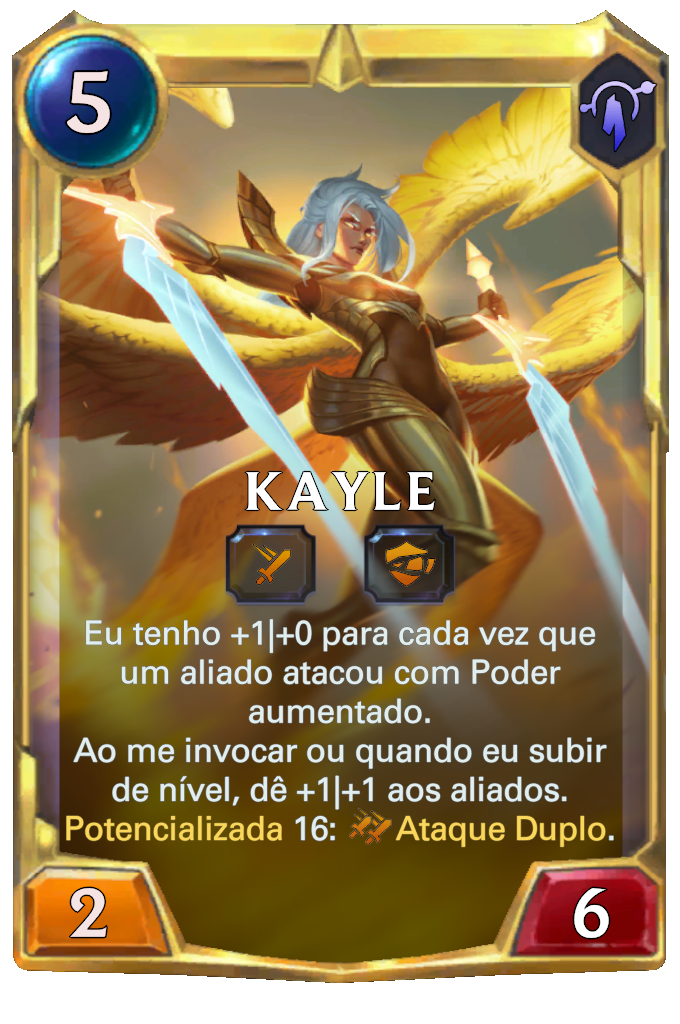 5
KAYLE
Eu tenho +1|+0 para cada vez que
um aliado atacou com Poder
aumentado.
Ao me invocar ou quando eu subir
de nível, dê +1|+1 aos aliados.
Potencializada 16: Ataque Duplo.
2 6